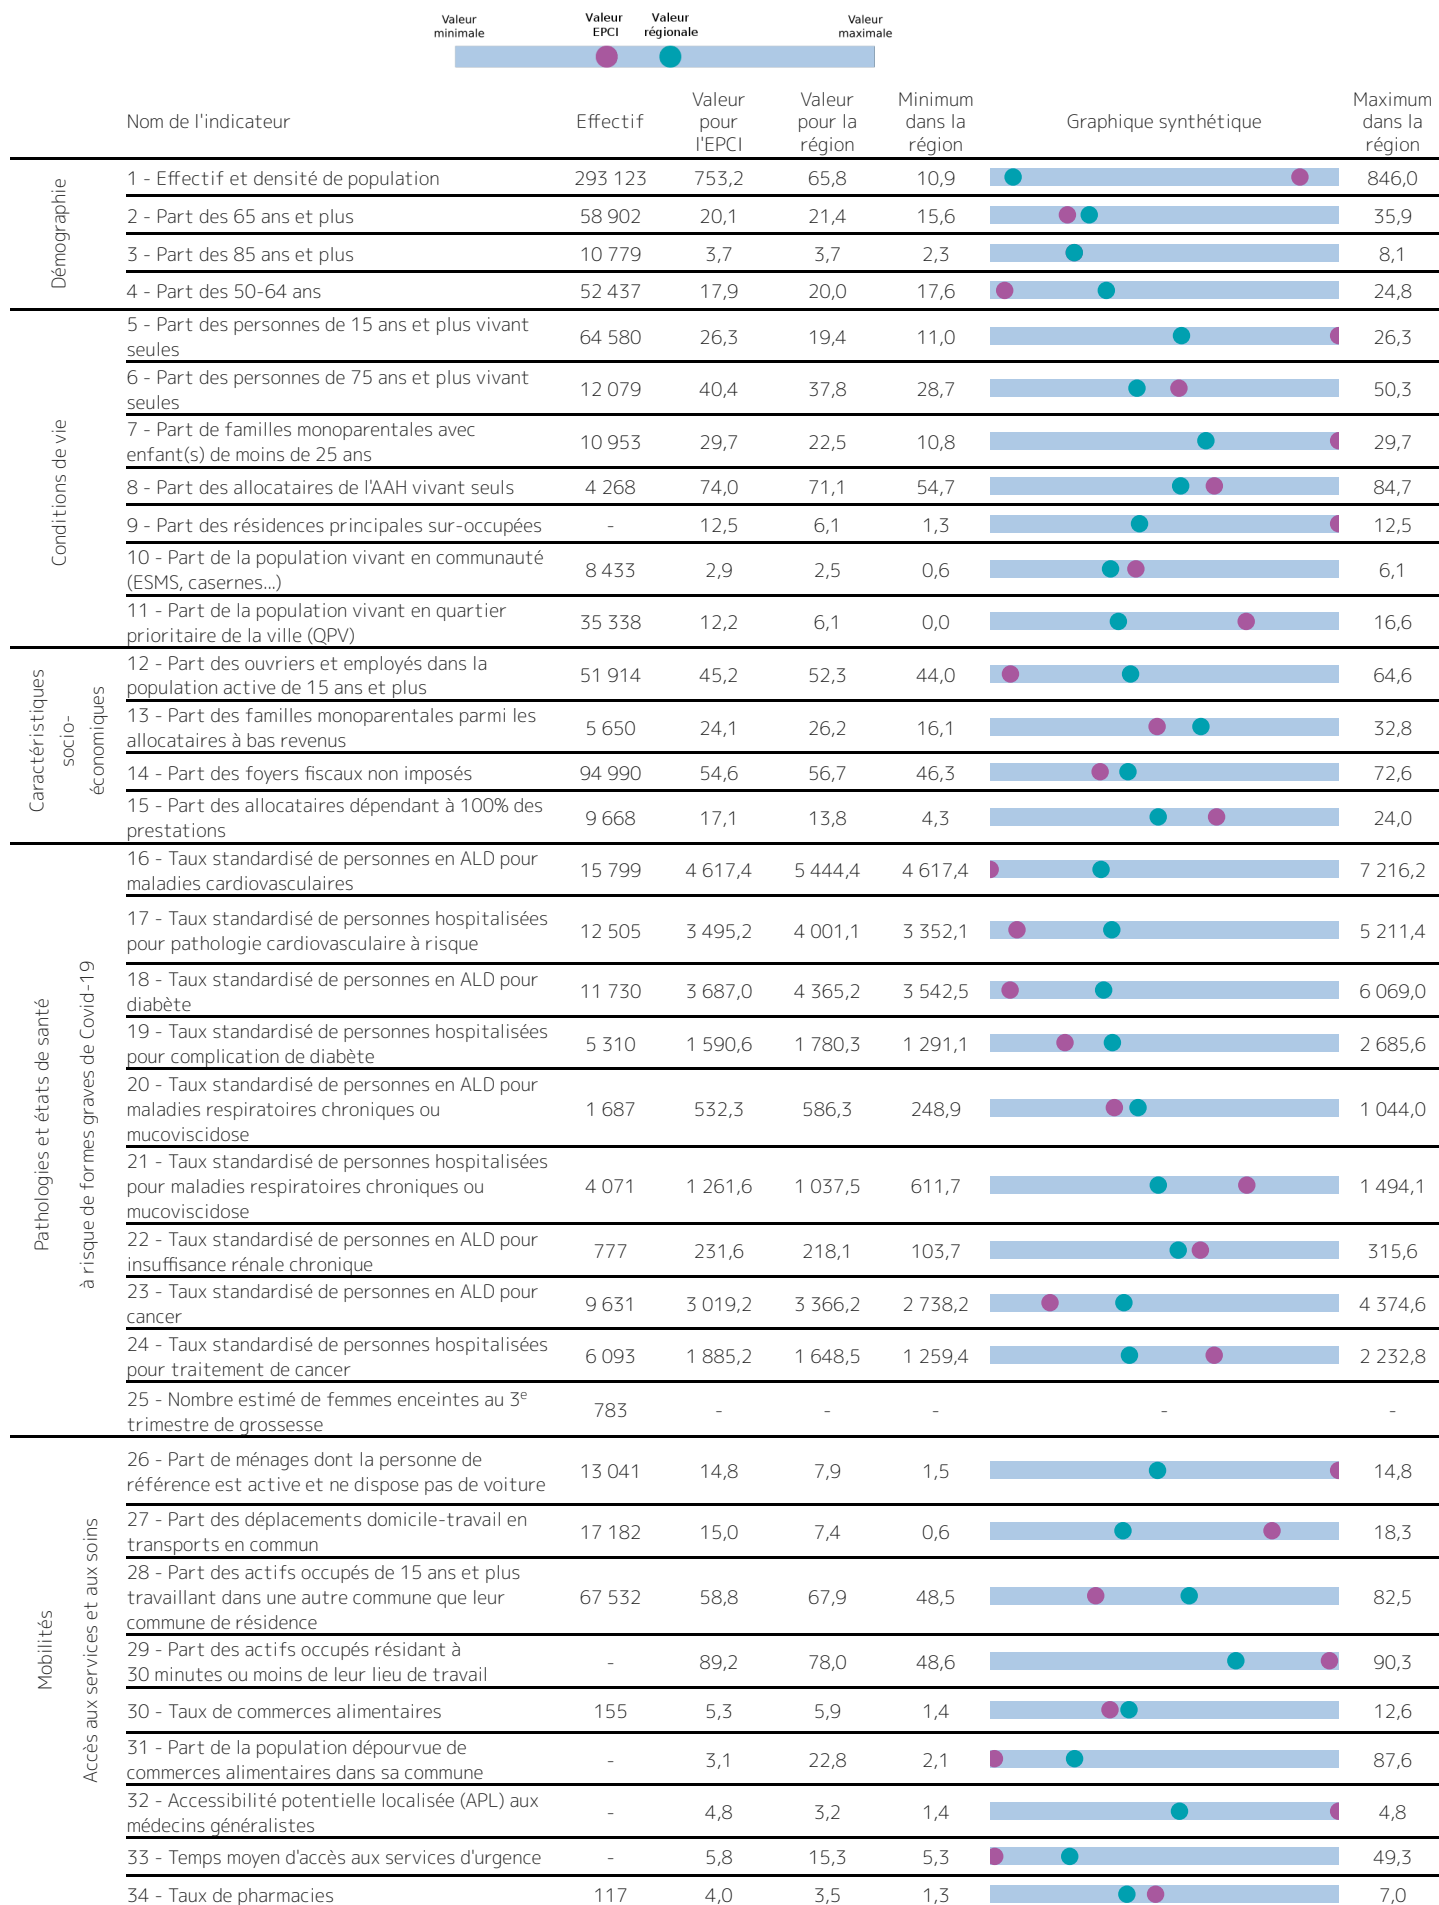 Valeur
minimale
Valeur
EPCI
Valeur
régionale
Valeur
maximale
Nom de l'indicateur
Effectif
Valeur
pour
l'EPCI
Valeur
pour la
région
Minimum
dans la
région
Graphique synthétique
Maximum
dans la
région
Démographie
1 - Effectif et densité de population 293 123 753,2 65,8 10,9 846,0
2 - Part des 65 ans et plus 58 902 20,1 21,4 15,6 35,9
3 - Part des 85 ans et plus 10 779 3,7 3,7 2,3 8,1
4 - Part des 50-64 ans 52 437 17,9 20,0 17,6 24,8
Conditions de vie
5 - Part des personnes de 15 ans et plus vivant
seules 64 580 26,3 19,4 11,0 26,3
6 - Part des personnes de 75 ans et plus vivant
seules 12 079 40,4 37,8 28,7 50,3
7 - Part de familles monoparentales avec
enfant(s) de moins de 25 ans 10 953 29,7 22,5 10,8 29,7
8 - Part des allocataires de l'AAH vivant seuls 4 268 74,0 71,1 54,7 84,7
9 - Part des résidences principales sur-occupées - 12,5 6,1 1,3 12,5
10 - Part de la population vivant en communauté
(ESMS, casernes...) 8 433 2,9 2,5 0,6 6,1
11 - Part de la population vivant en quartier
prioritaire de la ville (QPV) 35 338 12,2 6,1 0,0 16,6
Caractéristiques
socio-
économiques
12 - Part des ouvriers et employés dans la
population active de 15 ans et plus 51 914 45,2 52,3 44,0 64,6
13 - Part des familles monoparentales parmi les
allocataires à bas revenus 5 650 24,1 26,2 16,1 32,8
14 - Part des foyers fiscaux non imposés 94 990 54,6 56,7 46,3 72,6
15 - Part des allocataires dépendant à 100% des
prestations 9 668 17,1 13,8 4,3 24,0
Pathologies et états de santé
à risque de formes graves de Covid-19
16 - Taux standardisé de personnes en ALD pour
maladies cardiovasculaires 15 799 4 617,4 5 444,4 4 617,4 7 216,2
17 - Taux standardisé de personnes hospitalisées
pour pathologie cardiovasculaire à risque 12 505 3 495,2 4 001,1 3 352,1 5 211,4
18 - Taux standardisé de personnes en ALD pour
diabète 11 730 3 687,0 4 365,2 3 542,5 6 069,0
19 - Taux standardisé de personnes hospitalisées
pour complication de diabète 5 310 1 590,6 1 780,3 1 291,1 2 685,6
20 - Taux standardisé de personnes en ALD pour
maladies respiratoires chroniques ou
mucoviscidose 1 687 532,3 586,3 248,9 1 044,0
21 - Taux standardisé de personnes hospitalisées
pour maladies respiratoires chroniques ou
mucoviscidose 4 071 1 261,6 1 037,5 611,7 1 494,1
22 - Taux standardisé de personnes en ALD pour
insuffisance rénale chronique 777 231,6 218,1 103,7 315,6
23 - Taux standardisé de personnes en ALD pour
cancer 9 631 3 019,2 3 366,2 2 738,2 4 374,6
24 - Taux standardisé de personnes hospitalisées
pour traitement de cancer 6 093 1 885,2 1 648,5 1 259,4 2 232,8
25 - Nombre estimé de femmes enceintes au 3e
trimestre de grossesse 783 - - - - -
Mobilités
Accès aux services et aux soins
26 - Part de ménages dont la personne de
référence est active et ne dispose pas de voiture 13 041 14,8 7,9 1,5 14,8
27 - Part des déplacements domicile-travail en
transports en commun 17 182 15,0 7,4 0,6 18,3
28 - Part des actifs occupés de 15 ans et plus
travaillant dans une autre commune que leur
commune de résidence 67 532 58,8 67,9 48,5 82,5
29 - Part des actifs occupés résidant à
30 minutes ou moins de leur lieu de travail - 89,2 78,0 48,6 90,3
30 - Taux de commerces alimentaires 155 5,3 5,9 1,4 12,6
31 - Part de la population dépourvue de
commerces alimentaires dans sa commune - 3,1 22,8 2,1 87,6
32 - Accessibilité potentielle localisée (APL) aux
médecins généralistes - 4,8 3,2 1,4 4,8
33 - Temps moyen d'accès aux services d'urgence - 5,8 15,3 5,3 49,3
34 - Taux de pharmacies 117 4,0 3,5 1,3 7,0